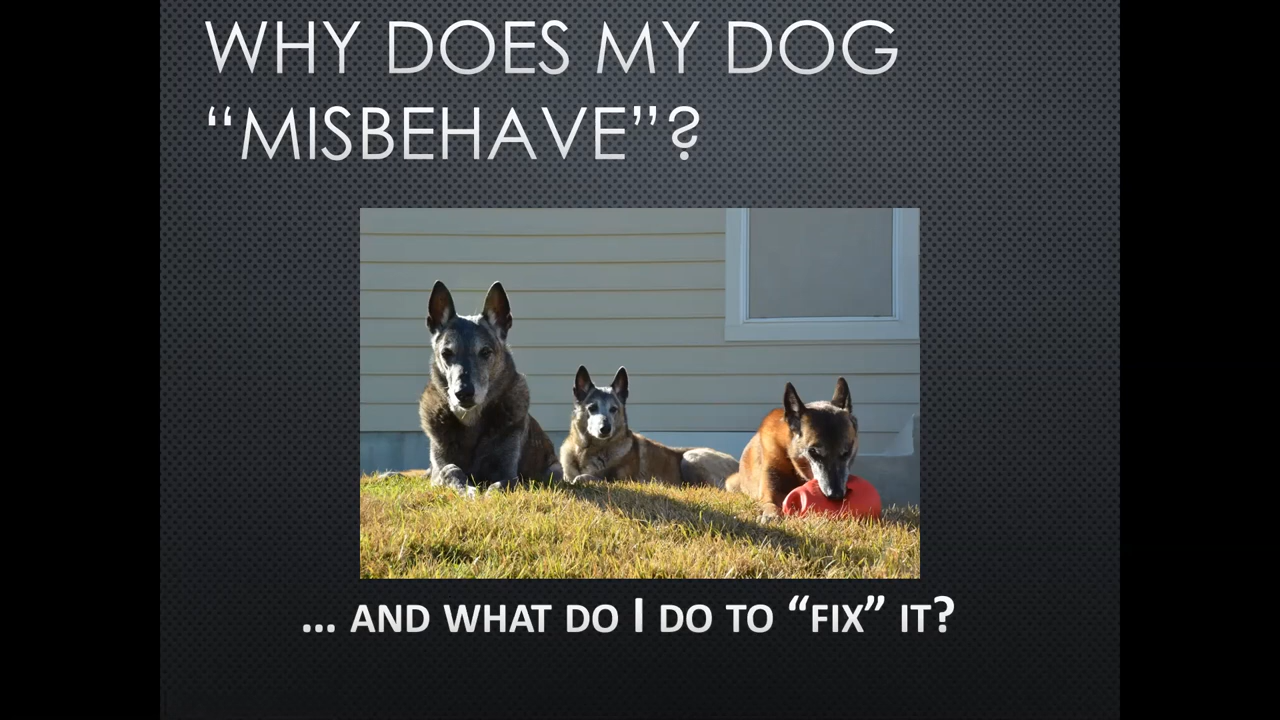 WHY DOES MY DOG
“MISBEHAVE”?
... AND WHAT DO I DO TO “FIX” IT?